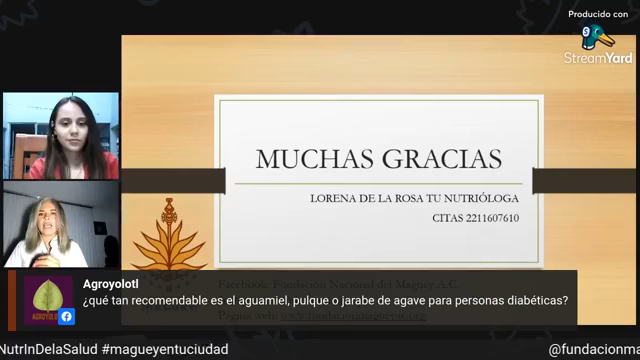 Producido con
StreamYard
MUCHAS GRACIAS
LORENA DE LA ROSA TU NUTRIÓLOGA
CITAS 2211607610
Facebook: Fundación Nacional del Maguey A.C.
Agroyolotl
¿qué tan recomendable es el aguamiel, pulque o jarabe de agave para personas diabéticas?
NutrInDelaSalud #magueyentuciudad
@fundacionma